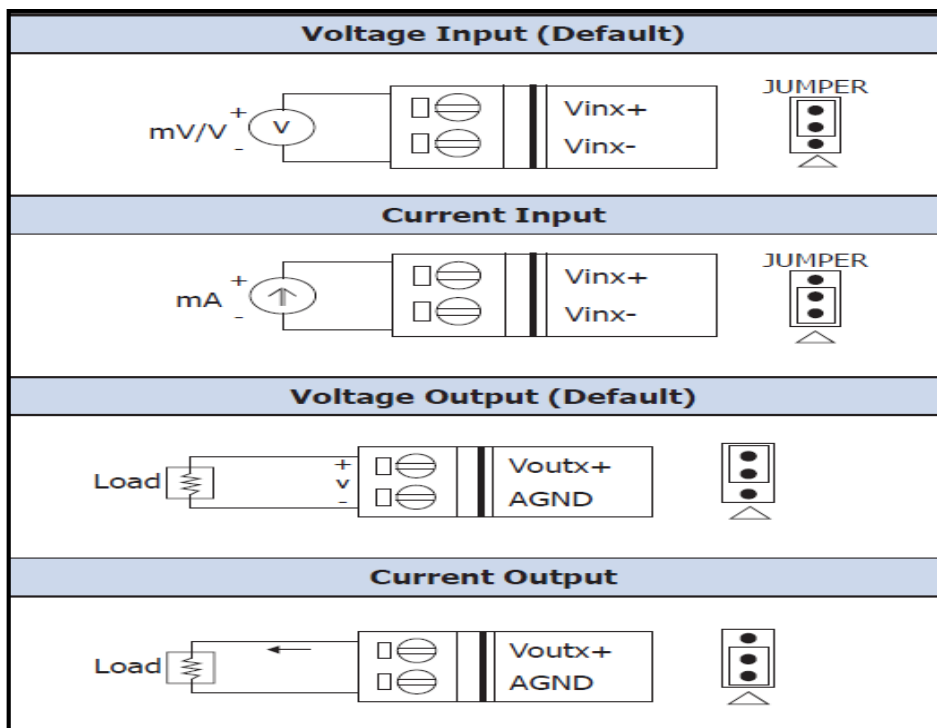 Voltage Input (Default)
JUMPER
+
mV/V
V
-
Vinx+
Vinx-
Current Input
JUMPER
+
mA
-
Vinx+
Vinx-
Voltage Output (Default)
Load
+
v
-
Voutx+
AGND
Current Output
Load
Voutx+
AGND